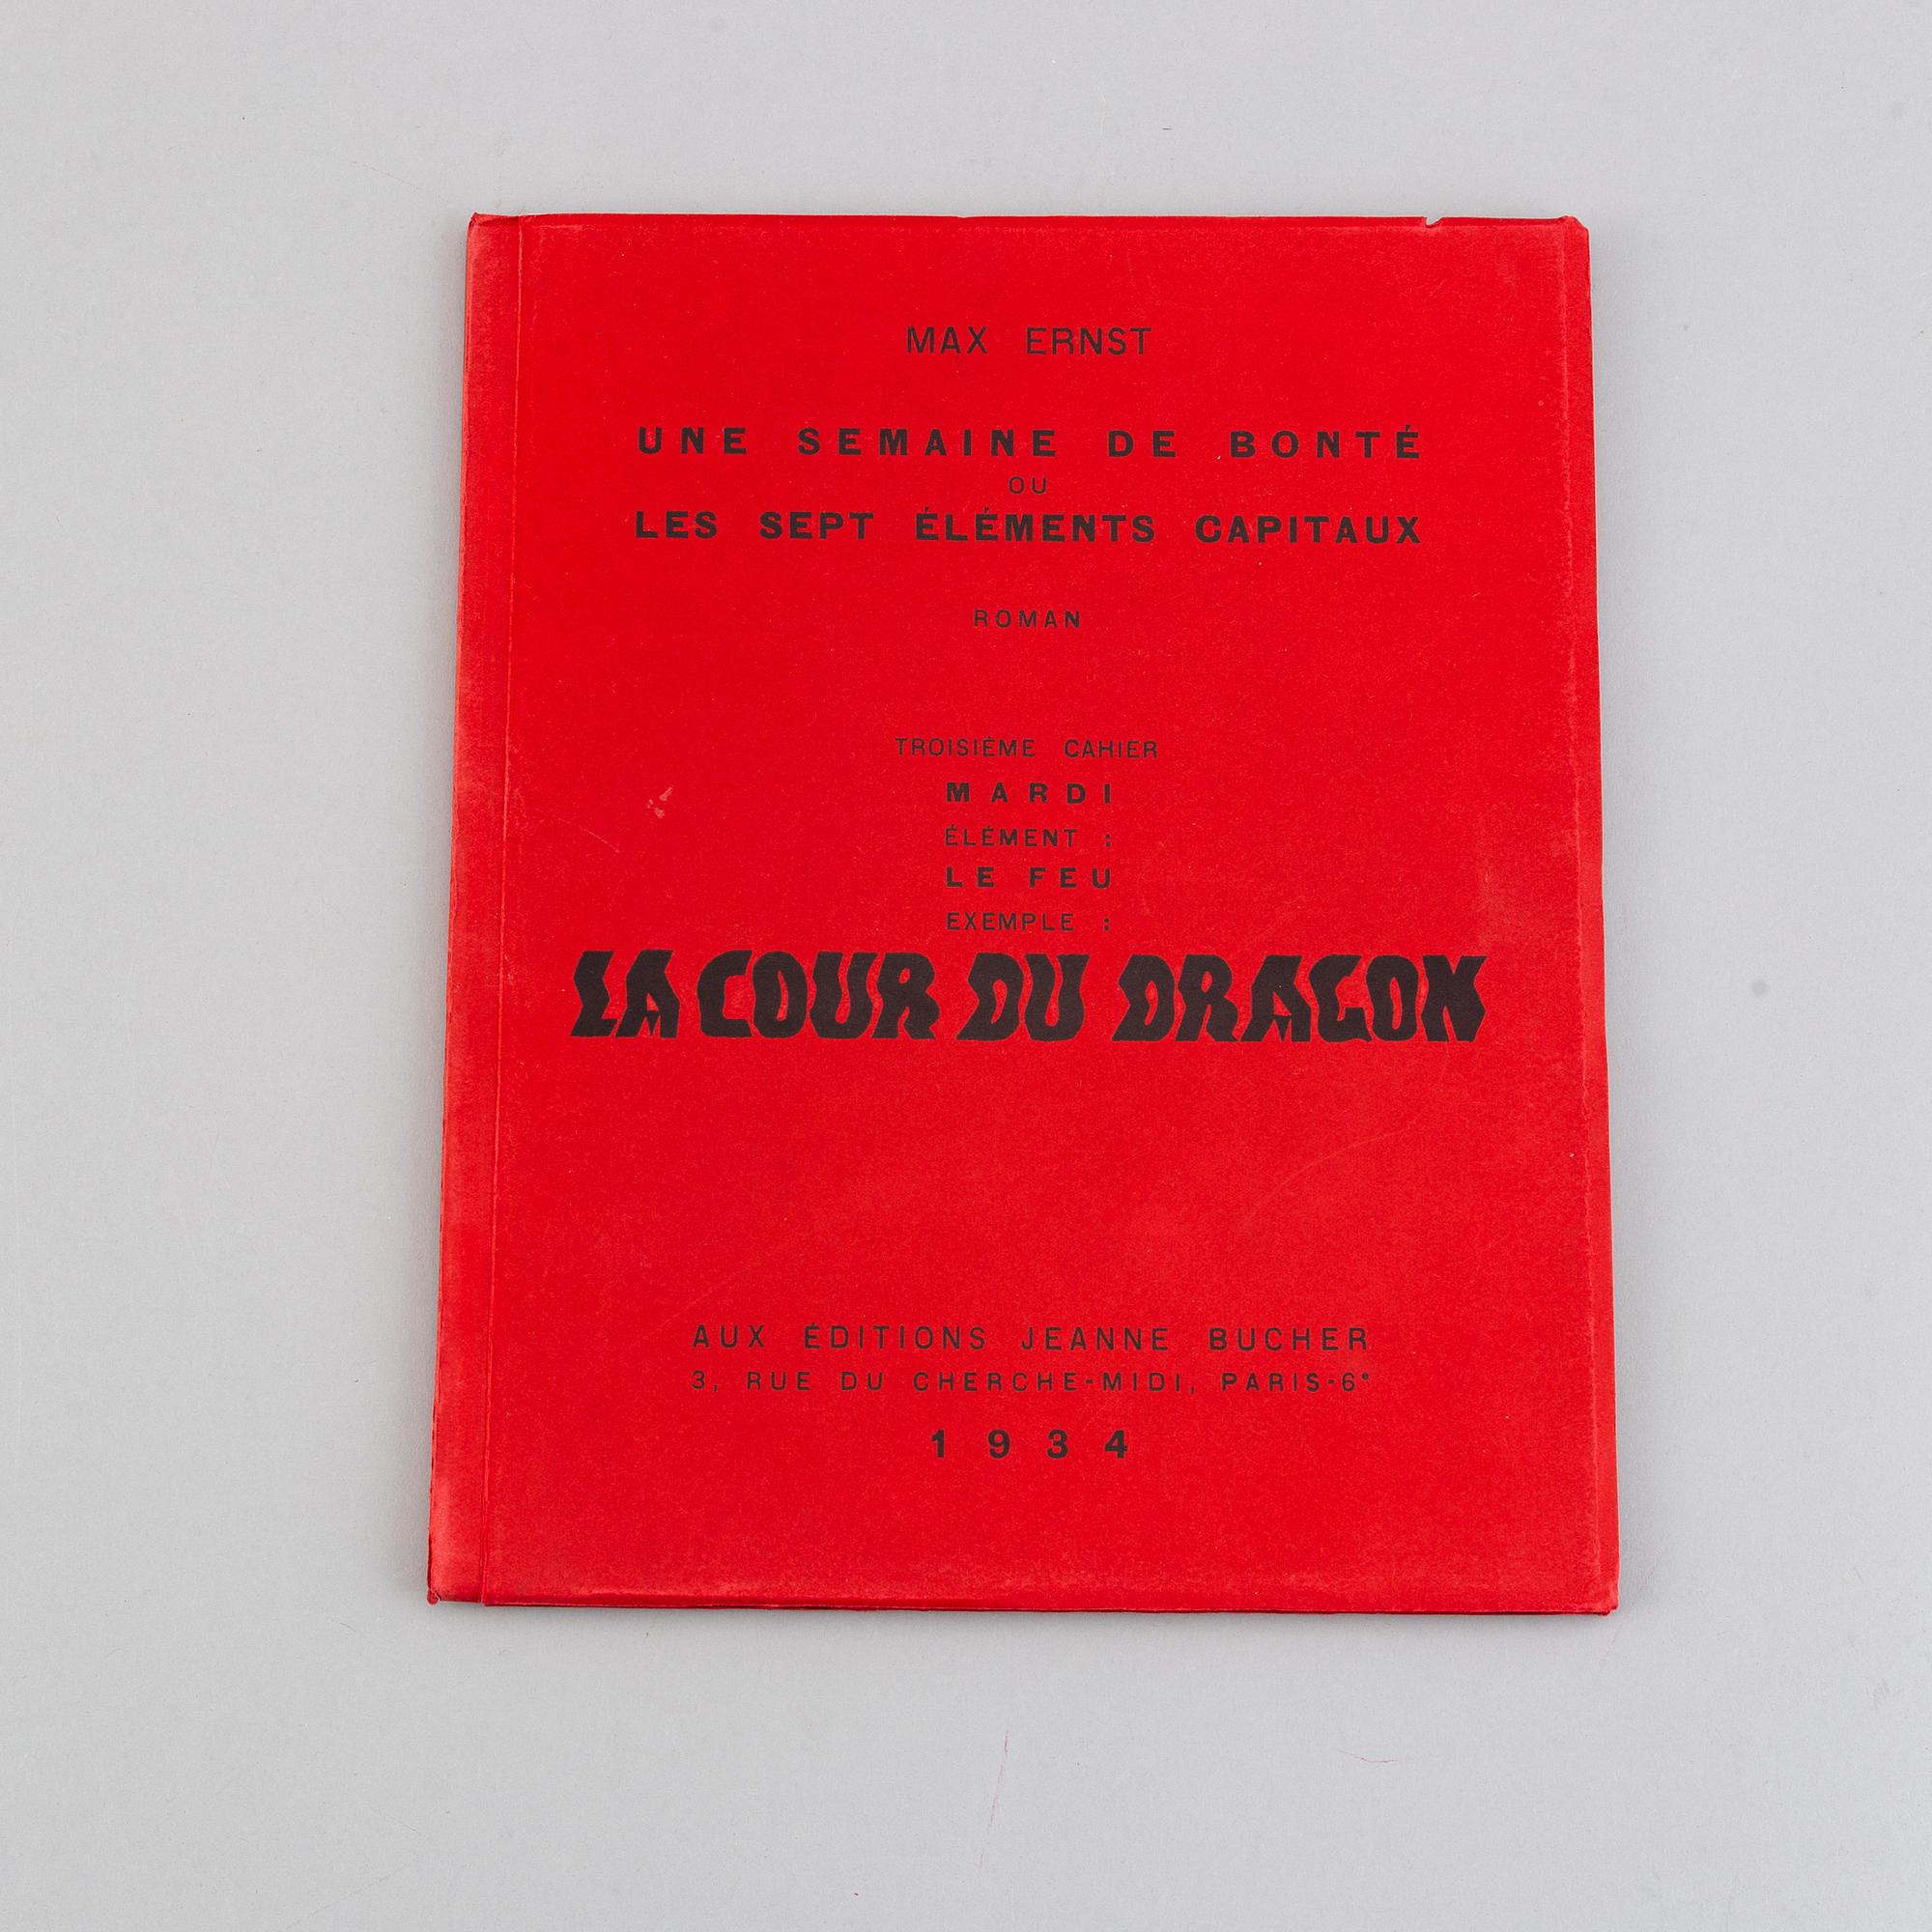 MAX ERNST
UNE SEMAINE DE BONTÉ
OU
LES SEPT ÉLÉMENTS CAPITAUX
ROMAN
TROISIÈME CAHIER
MARDI
ÉLÉMENT :
LE FEU
EXEMPLE :
LA COUR DU DRAGON
AUX ÉDITIONS JEANNE BUCHER
3, RUE DU CHERCHE-MIDI, PARIS-6ᵉ
1934